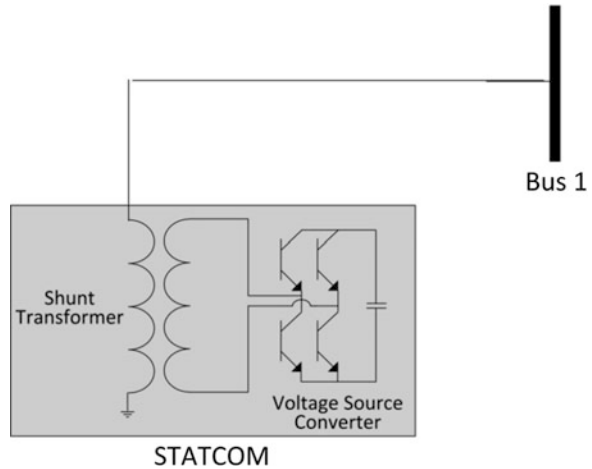 Bus 1
Shunt
Transformer
Voltage Source
Converter
STATCOM